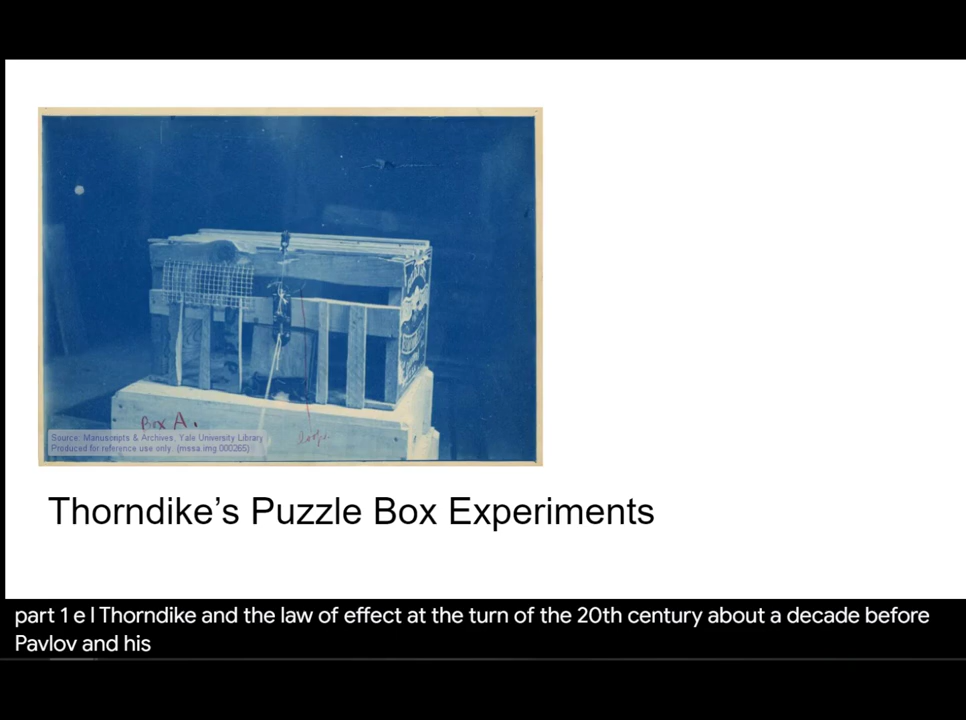 Box A.
loop.
Source: Manuscripts & Archives, Yale University Library
Produced for reference use only (mssa img 000265)
Thorndike's Puzzle Box Experiments
part 1 e l Thorndike and the law of effect at the turn of the 20th century about a decade before
Pavlov and his